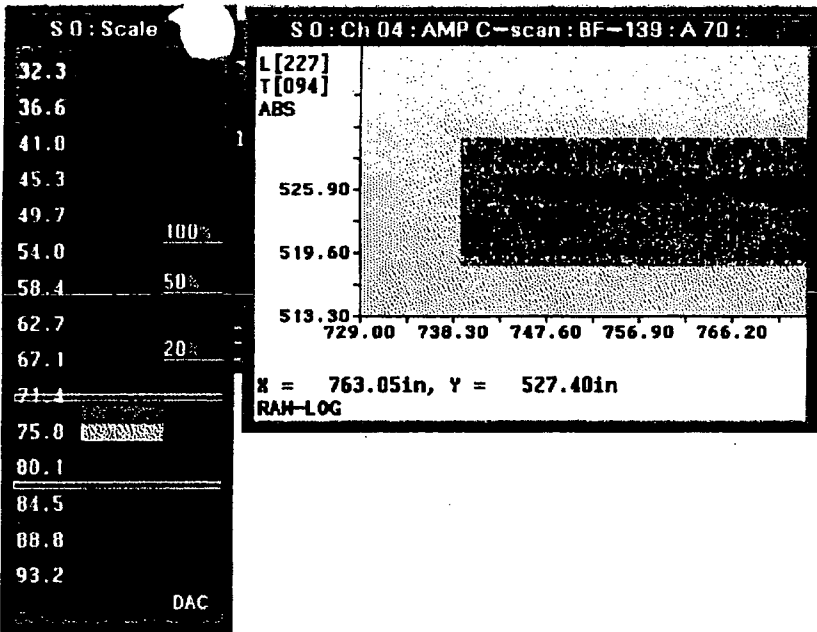 S 0 : Scale
32.3
36.6
41.0
45.3
49.7
100%
54.0
50%
58.4
62.7
20%
67.1
71.4
75.8
80.1
84.5
88.8
93.2
DAC
S 0 : Ch 04 : AMP C-scan : BF-139 : A 70 :
L[227]
T[094]
ABS
525.90
519.60
513.30
729.00 738.30 747.60 756.90 766.20
X = 763.05in, Y = 527.40in
RAW-LOG